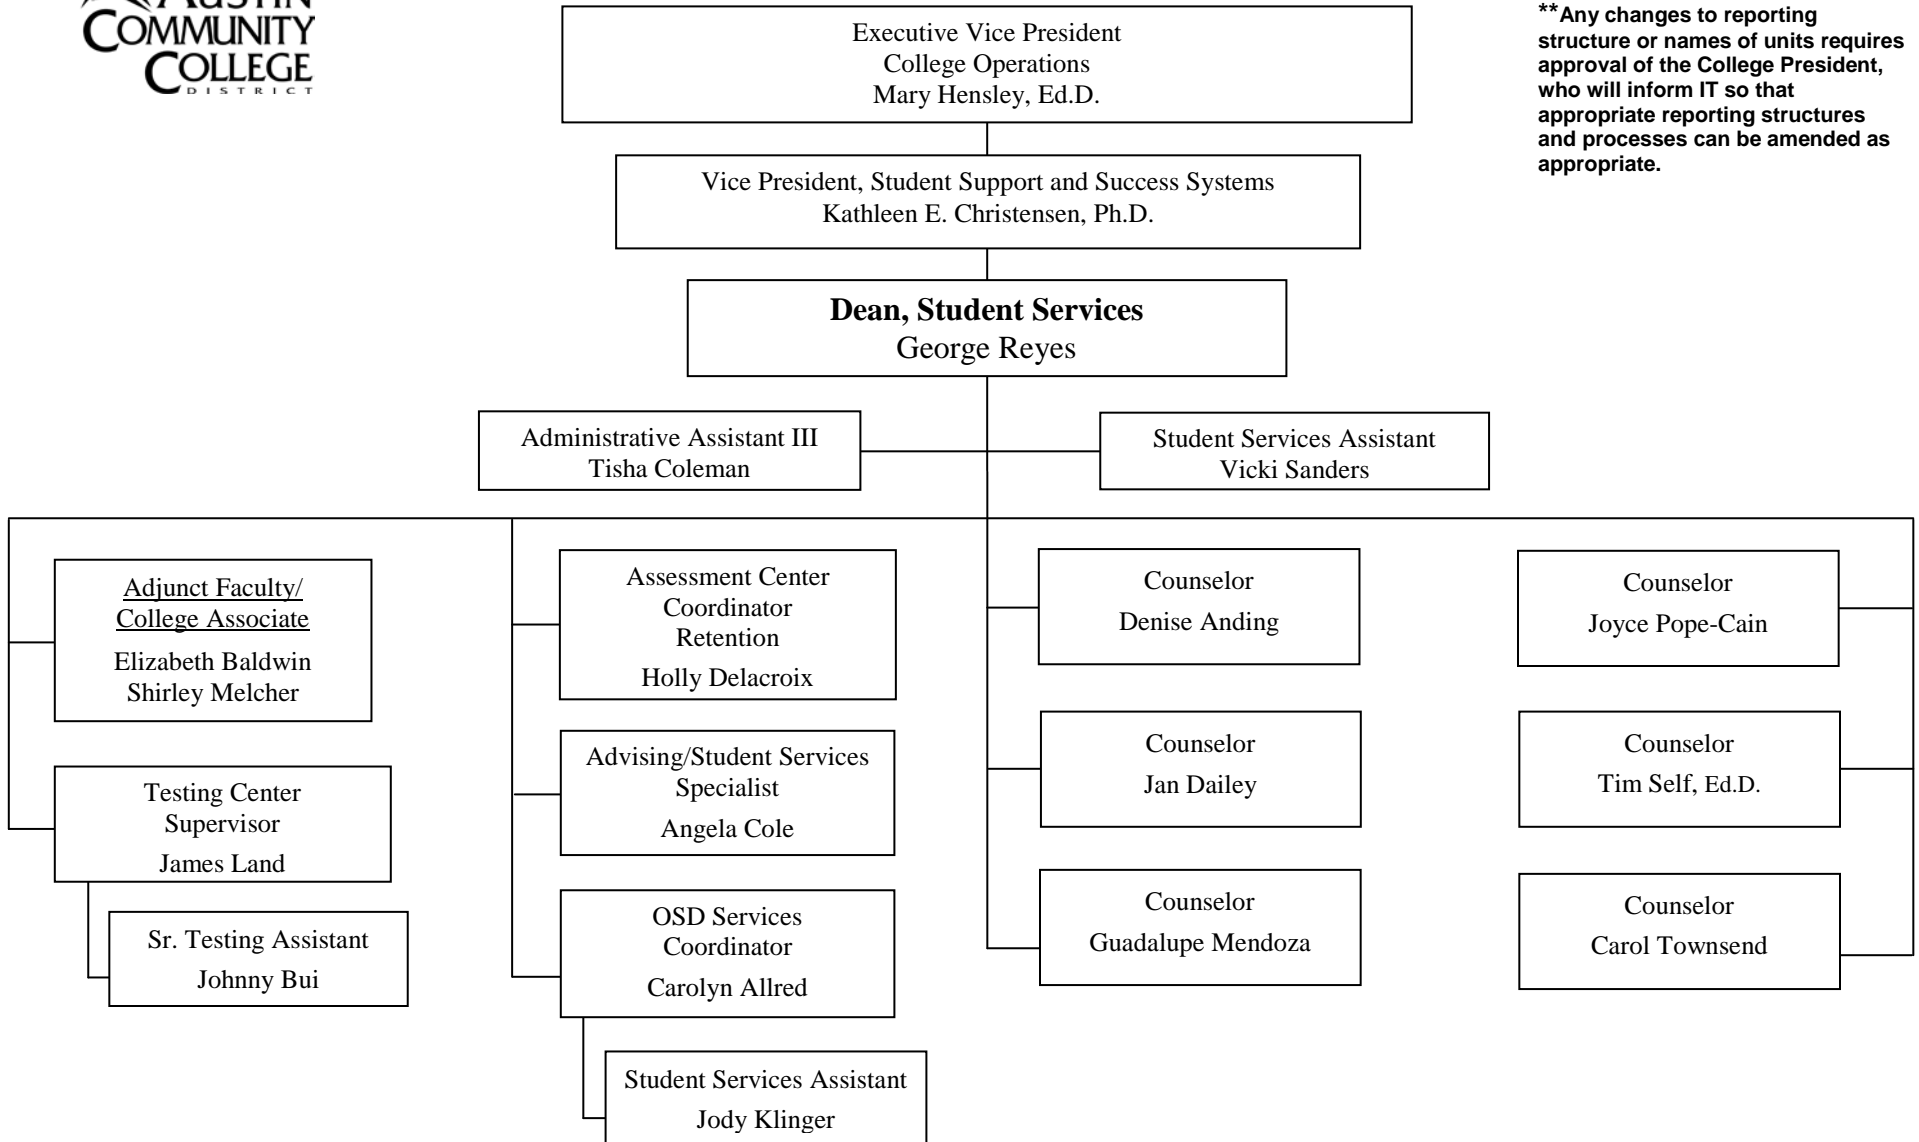 AUSTIN
COMMUNITY
COLLEGE
DISTRICT
Executive Vice President
College Operations
Mary Hensley, Ed.D.
**Any changes to reporting
structure or names of units requires
approval of the College President,
who will inform IT so that
appropriate reporting structures
and processes can be amended as
appropriate.
Vice President, Student Support and Success Systems
Kathleen E. Christensen, Ph.D.
Dean, Student Services
George Reyes
Administrative Assistant III
Tisha Coleman
Student Services Assistant
Vicki Sanders
Adjunct Faculty/
College Associate
Elizabeth Baldwin
Shirley Melcher
Testing Center
Supervisor
James Land
Sr. Testing Assistant
Johnny Bui
Assessment Center
Coordinator
Retention
Holly Delacroix
Advising/Student Services
Specialist
Angela Cole
OSD Services
Coordinator
Carolyn Allred
Student Services Assistant
Jody Klinger
Counselor
Denise Anding
Counselor
Jan Dailey
Counselor
Guadalupe Mendoza
Counselor
Joyce Pope-Cain
Counselor
Tim Self, Ed.D.
Counselor
Carol Townsend